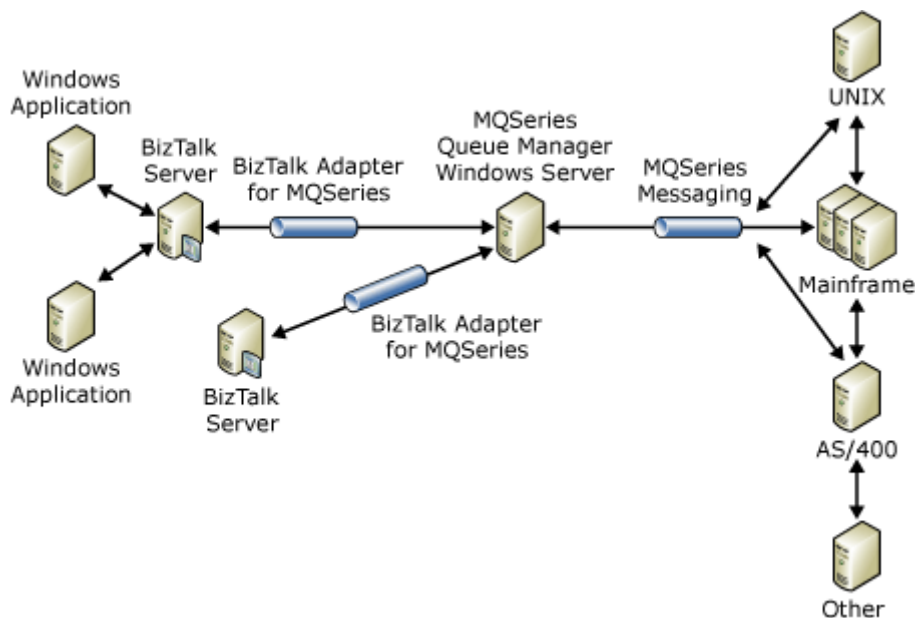 Windows
Application
BizTalk
Server
BizTalk Adapter
for MQSeries
MQSeries
Queue Manager
Windows Server
MQSeries
Messaging
UNIX
Mainframe
Windows
Application
BizTalk
Server
BizTalk Adapter
for MQSeries
AS/400
Other